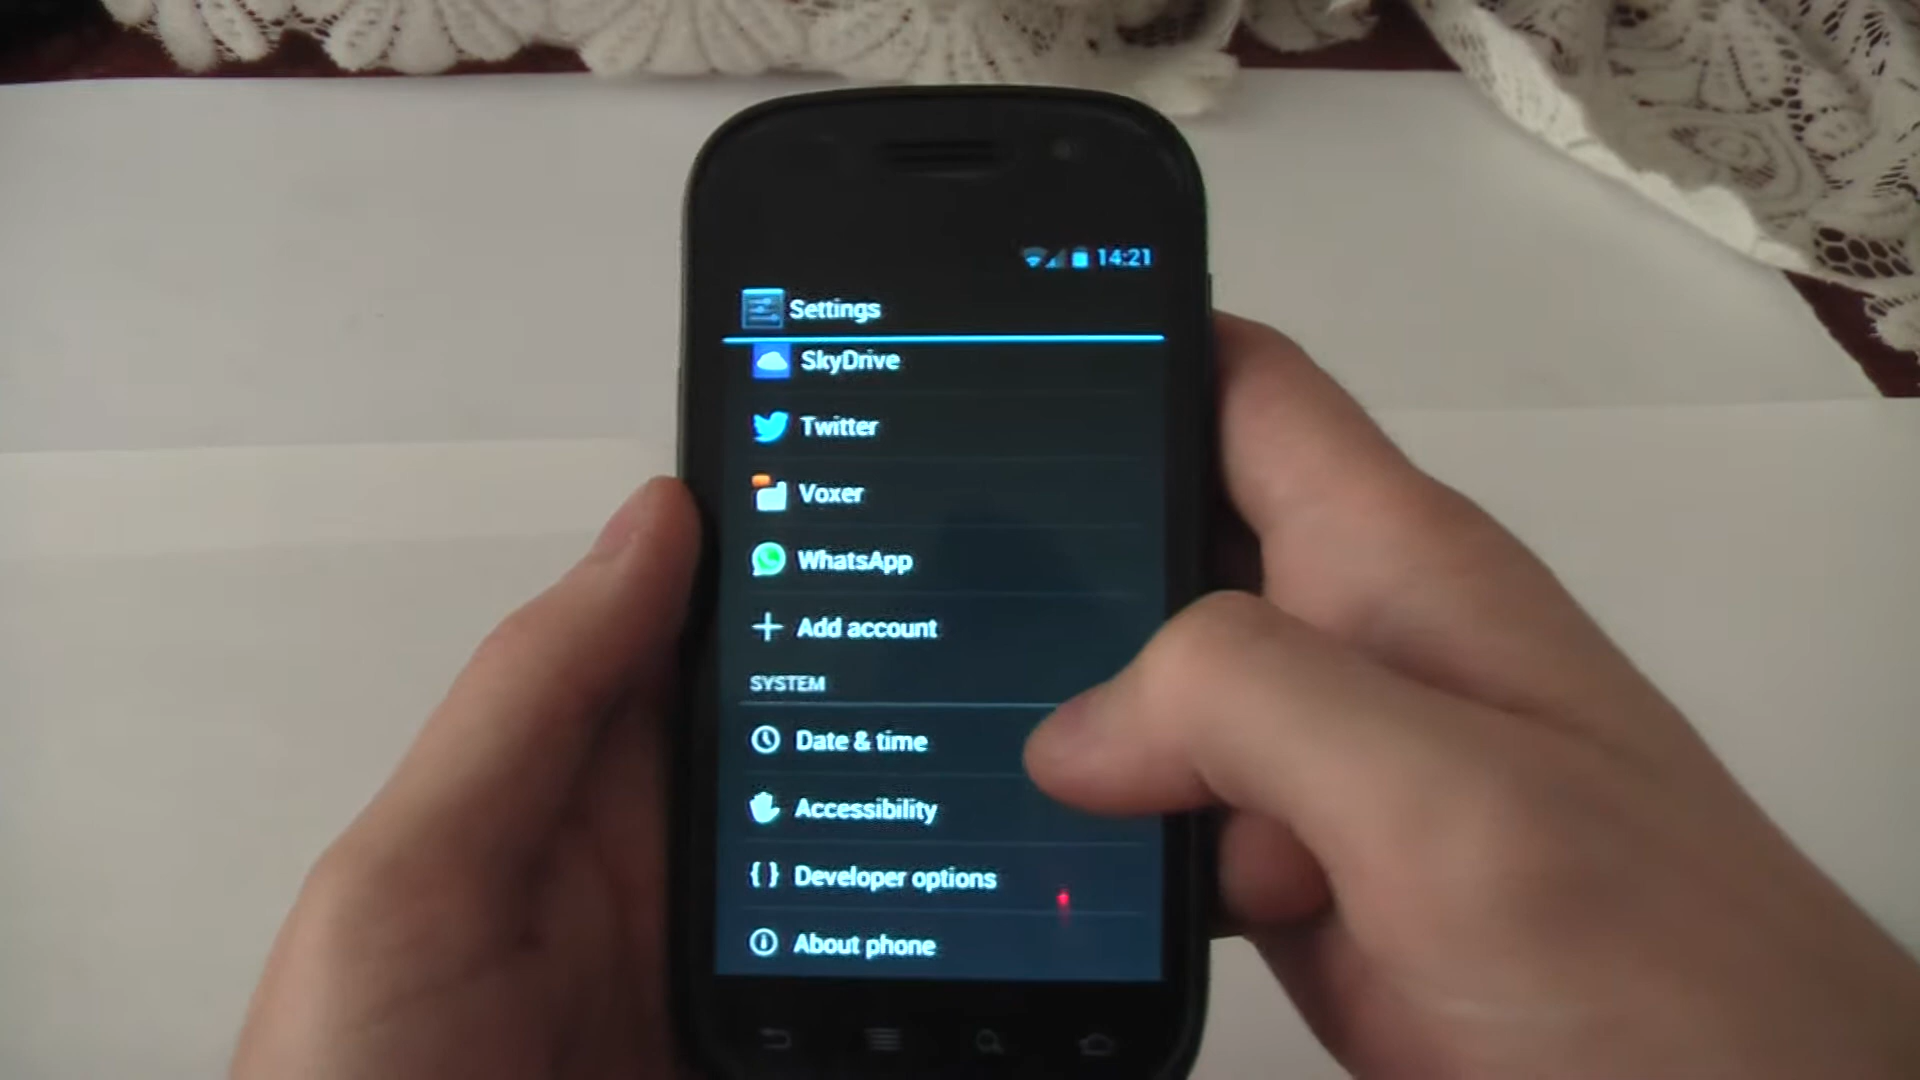 14:21
Settings
SkyDrive
Twitter
Voxer
WhatsApp
Add account
SYSTEM
Date & time
Accessibility
Developer options
About phone